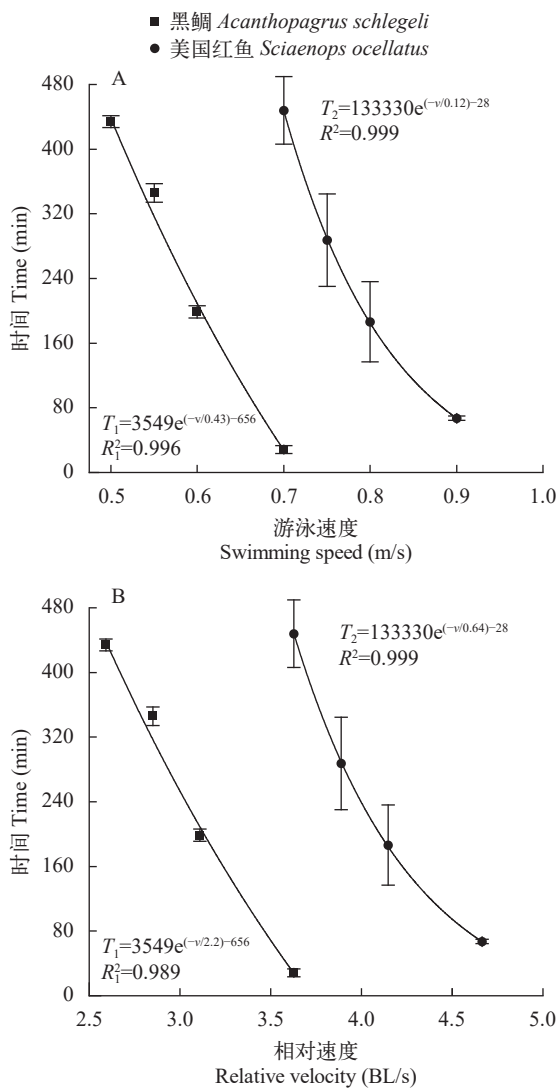 ■ 黑鲷 Acanthopagrus schlegeli
● 美国红鱼 Sciaenops ocellatus
A
480
400
320
240
160
80
0
时间 Time (min)
T₂=133330e^(−v/0.12)−28
R²=0.999
T₁=3549e^(−v/0.43)−656
R₁²=0.996
0.5 0.6 0.7 0.8 0.9 1.0
游泳速度
Swimming speed (m/s)
B
480
400
320
240
160
80
0
时间 Time (min)
T₂=133330e^(−v/0.64)−28
R²=0.999
T₁=3549e^(−v/2.2)−656
R₁²=0.989
2.5 3.0 3.5 4.0 4.5 5.0
相对速度
Relative velocity (BL/s)